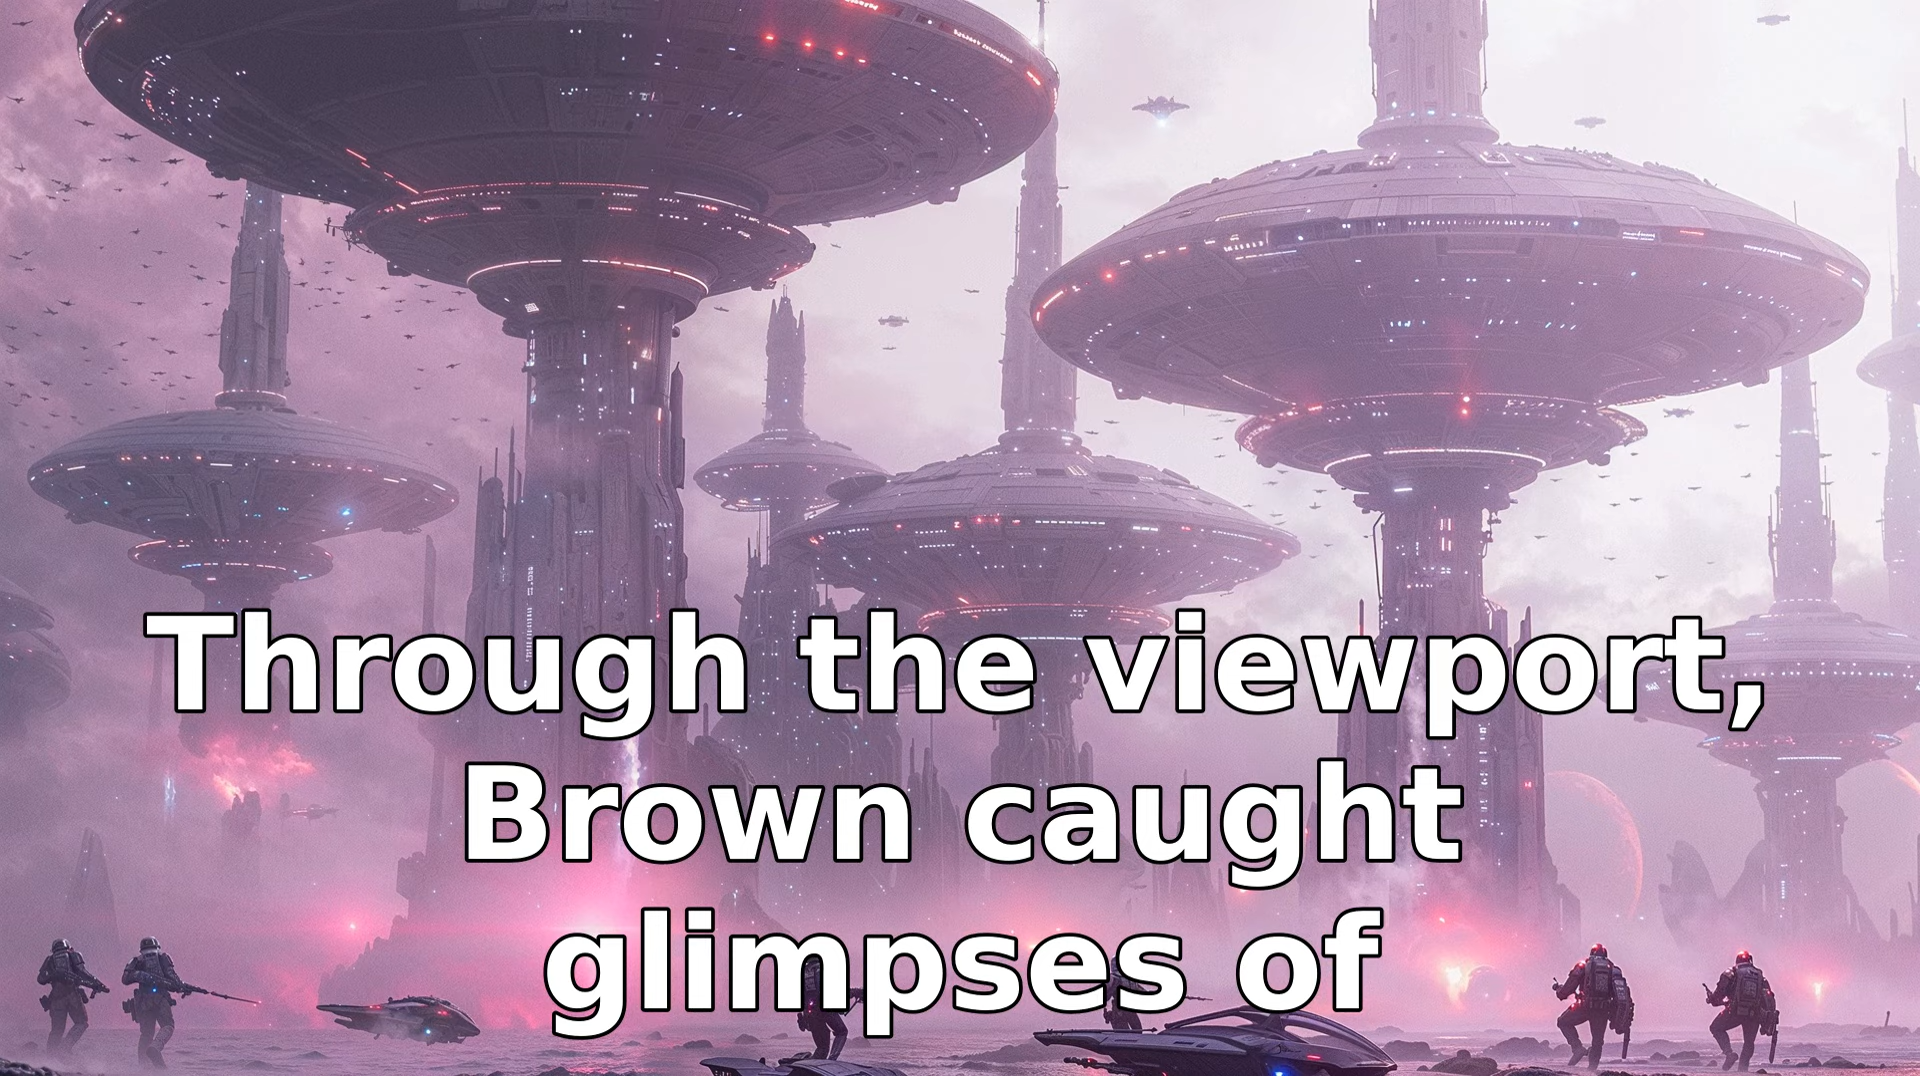 Through the viewport,
Brown caught
glimpses of